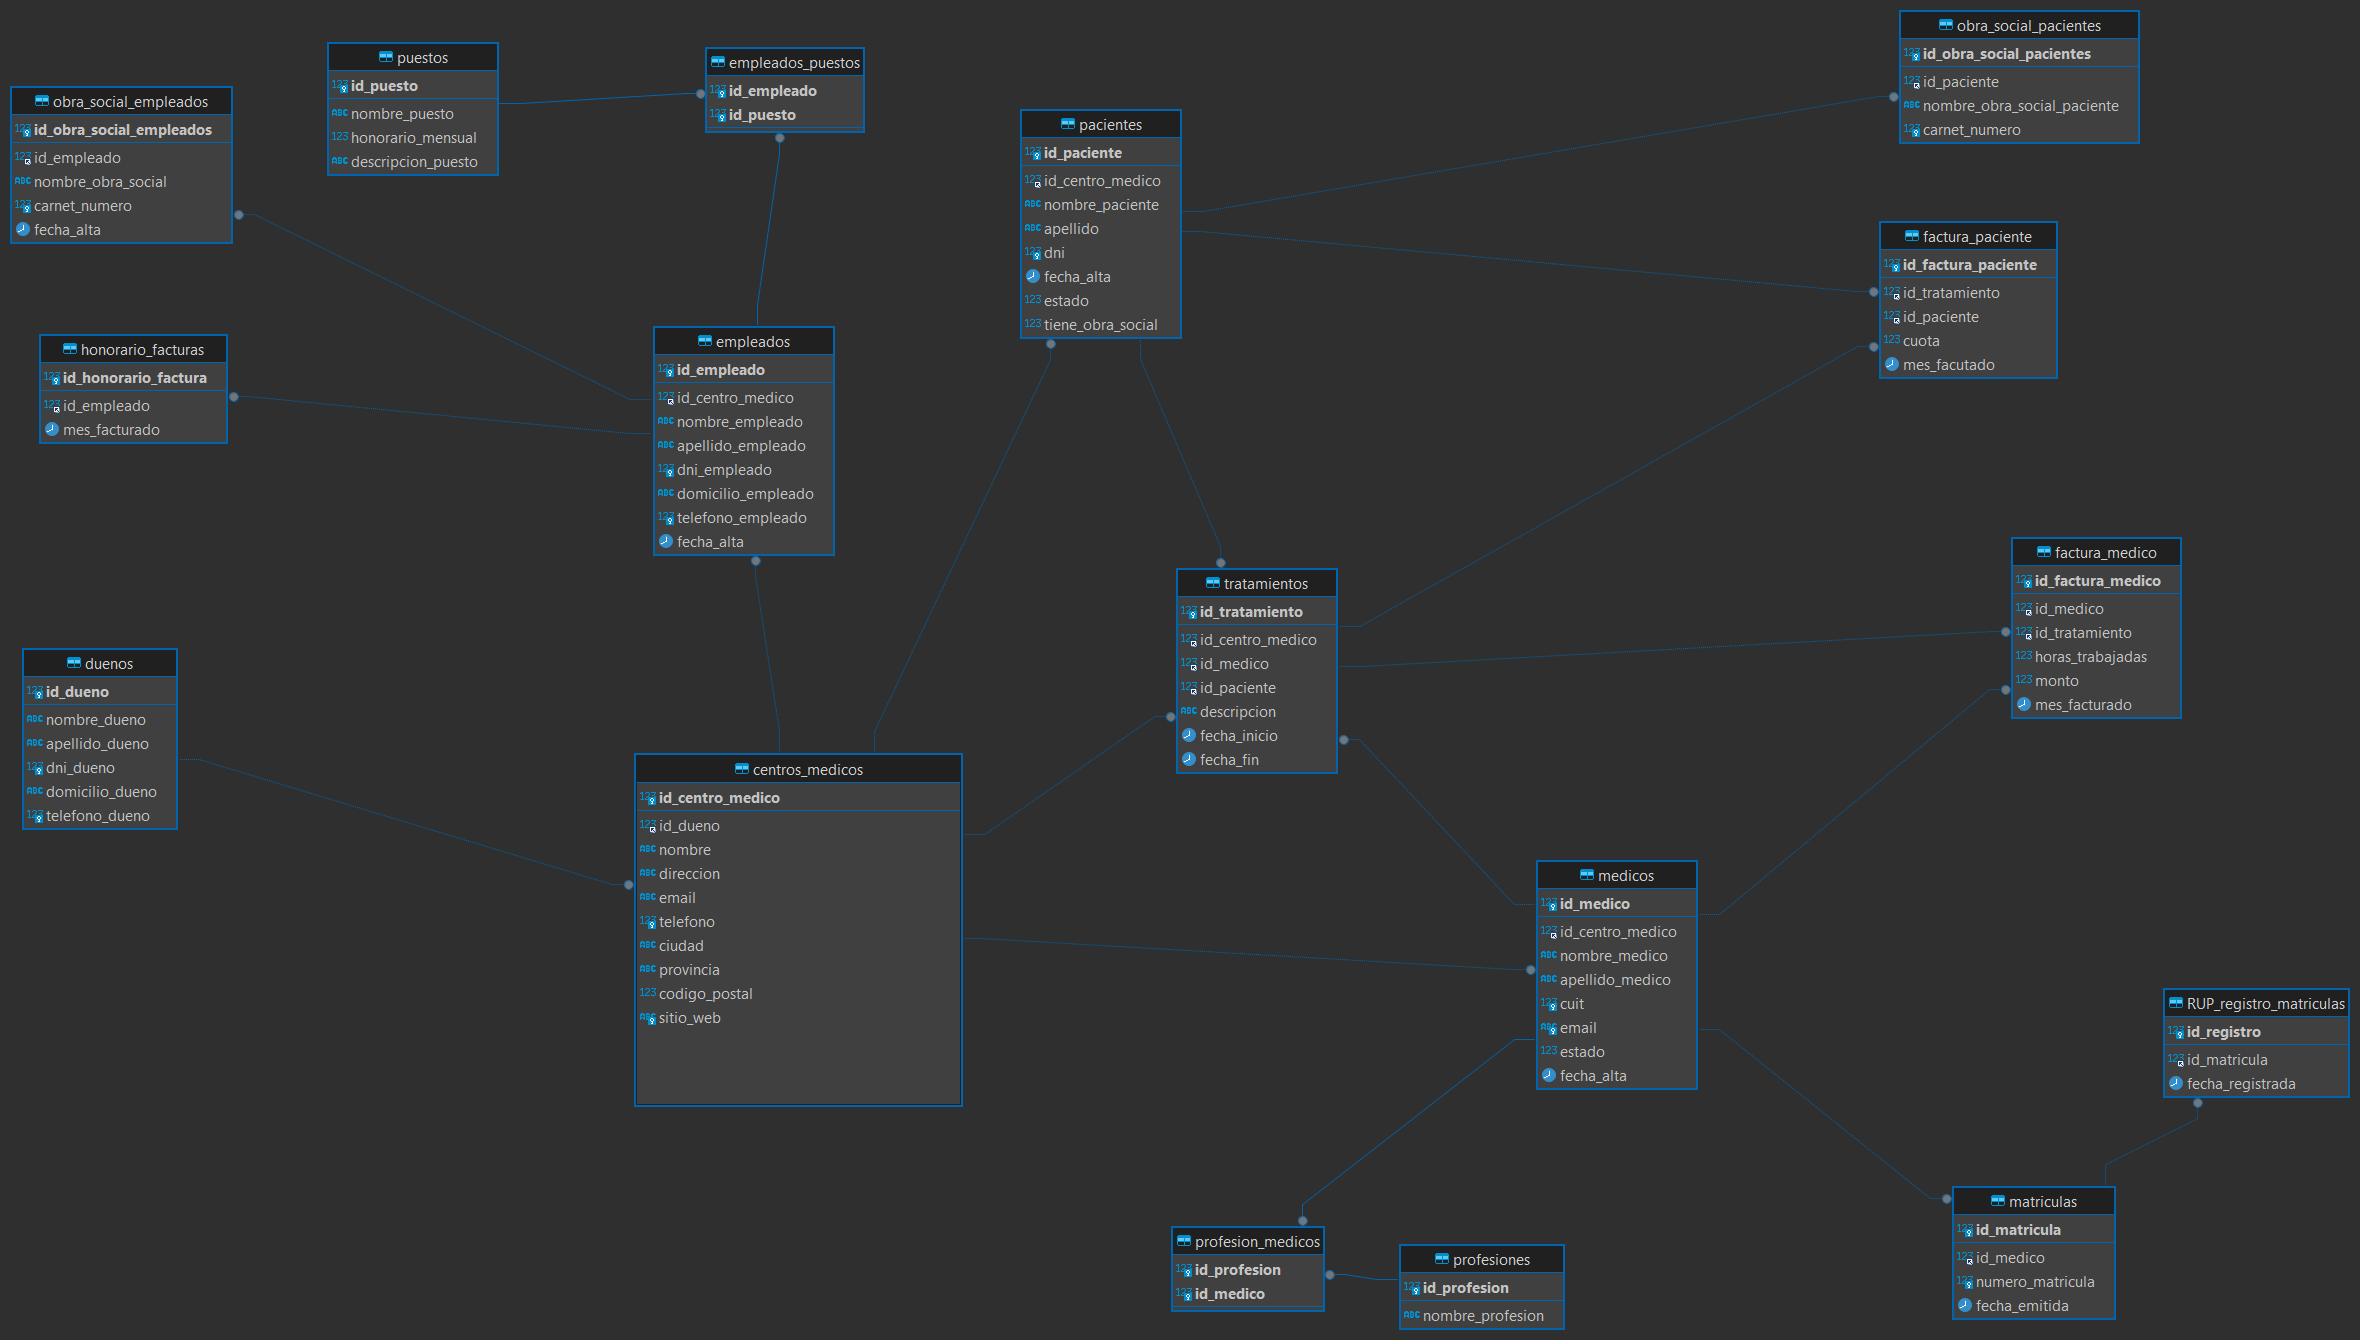 puestos
id_puesto
nombre_puesto
honorario_mensual
descripcion_puesto
empleados_puestos
id_empleado
id_puesto
obra_social_pacientes
id_obra_social_pacientes
id_paciente
nombre_obra_social_paciente
carnet_numero
obra_social_empleados
id_obra_social_empleados
id_empleado
nombre_obra_social
carnet_numero
fecha_alta
pacientes
id_paciente
id_centro_medico
nombre_paciente
apellido
dni
fecha_alta
estado
tiene_obra_social
factura_paciente
id_factura_paciente
id_tratamiento
id_paciente
cuota
mes_facutado
honorario_facturas
id_honorario_factura
id_empleado
mes_facturado
empleados
id_empleado
id_centro_medico
nombre_empleado
apellido_empleado
dni_empleado
domicilio_empleado
telefono_empleado
fecha_alta
tratamientos
id_tratamiento
id_centro_medico
id_medico
id_paciente
descripcion
fecha_inicio
fecha_fin
factura_medico
id_factura_medico
id_medico
id_tratamiento
horas_trabajadas
monto
mes_facturado
duenos
id_dueno
nombre_dueno
apellido_dueno
dni_dueno
domicilio_dueno
telefono_dueno
centros_medicos
id_centro_medico
id_dueno
nombre
direccion
email
telefono
ciudad
provincia
codigo_postal
sitio_web
medicos
id_medico
id_centro_medico
nombre_medico
apellido_medico
cuit
email
estado
fecha_alta
RUP_registro_matriculas
id_registro
id_matricula
fecha_registrada
profesion_medicos
id_profesion
id_medico
profesiones
id_profesion
nombre_profesion
matriculas
id_matricula
id_medico
numero_matricula
fecha_emitida